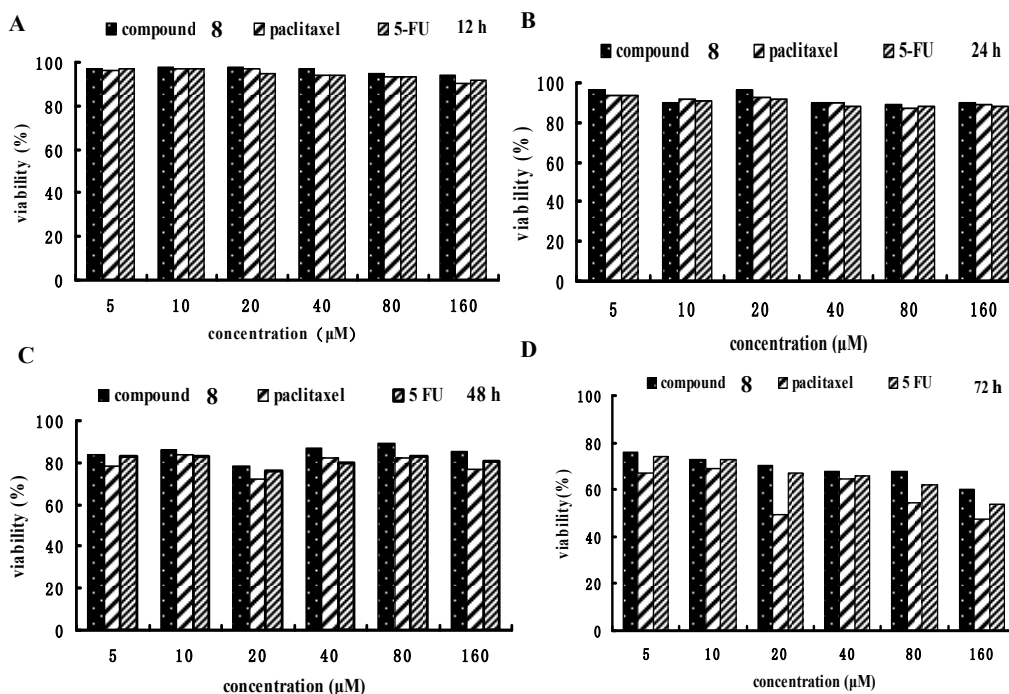 A
compound 8 paclitaxel 5-FU 12 h
viability (%)
100
80
60
40
20
0
5 10 20 40 80 160
concentration (μM)
B
compound 8 paclitaxel 5-FU 24 h
viability (%)
100
80
60
40
20
0
5 10 20 40 80 160
concentration (μM)
C
compound 8 paclitaxel 5 FU 48 h
viability (%)
100
80
60
40
20
0
5 10 20 40 80 160
concentration (μM)
D
compound 8 paclitaxel 5 FU 72 h
viability(%)
100
80
60
40
20
0
5 10 20 40 80 160
concentration (μM)